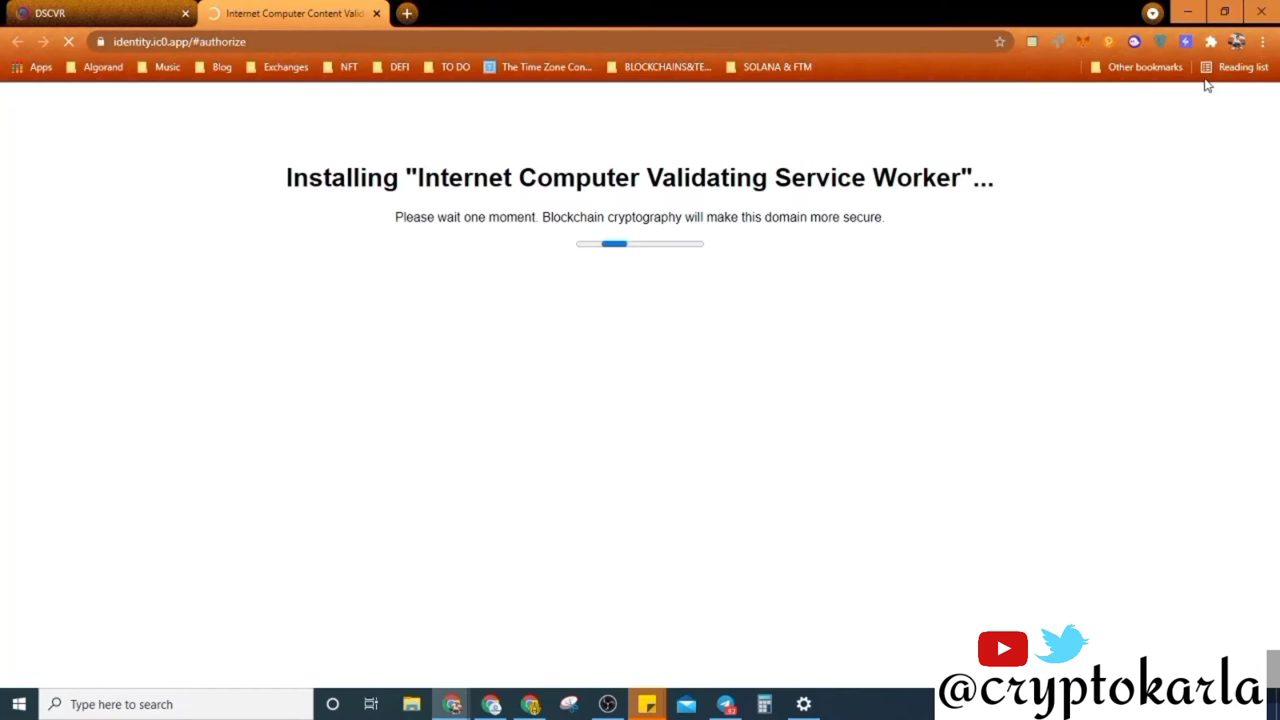 DSCVR
Internet Computer Content Valid
identity.ic0.app/#authorize
Apps Algorand Music Blog Exchanges NFT DEFI TO DO The Time Zone Con... BLOCKCHAINS&TE... SOLANA & FTM Other bookmarks Reading list
Installing "Internet Computer Validating Service Worker"...
Please wait one moment. Blockchain cryptography will make this domain more secure.
@cryptokarla
Type here to search